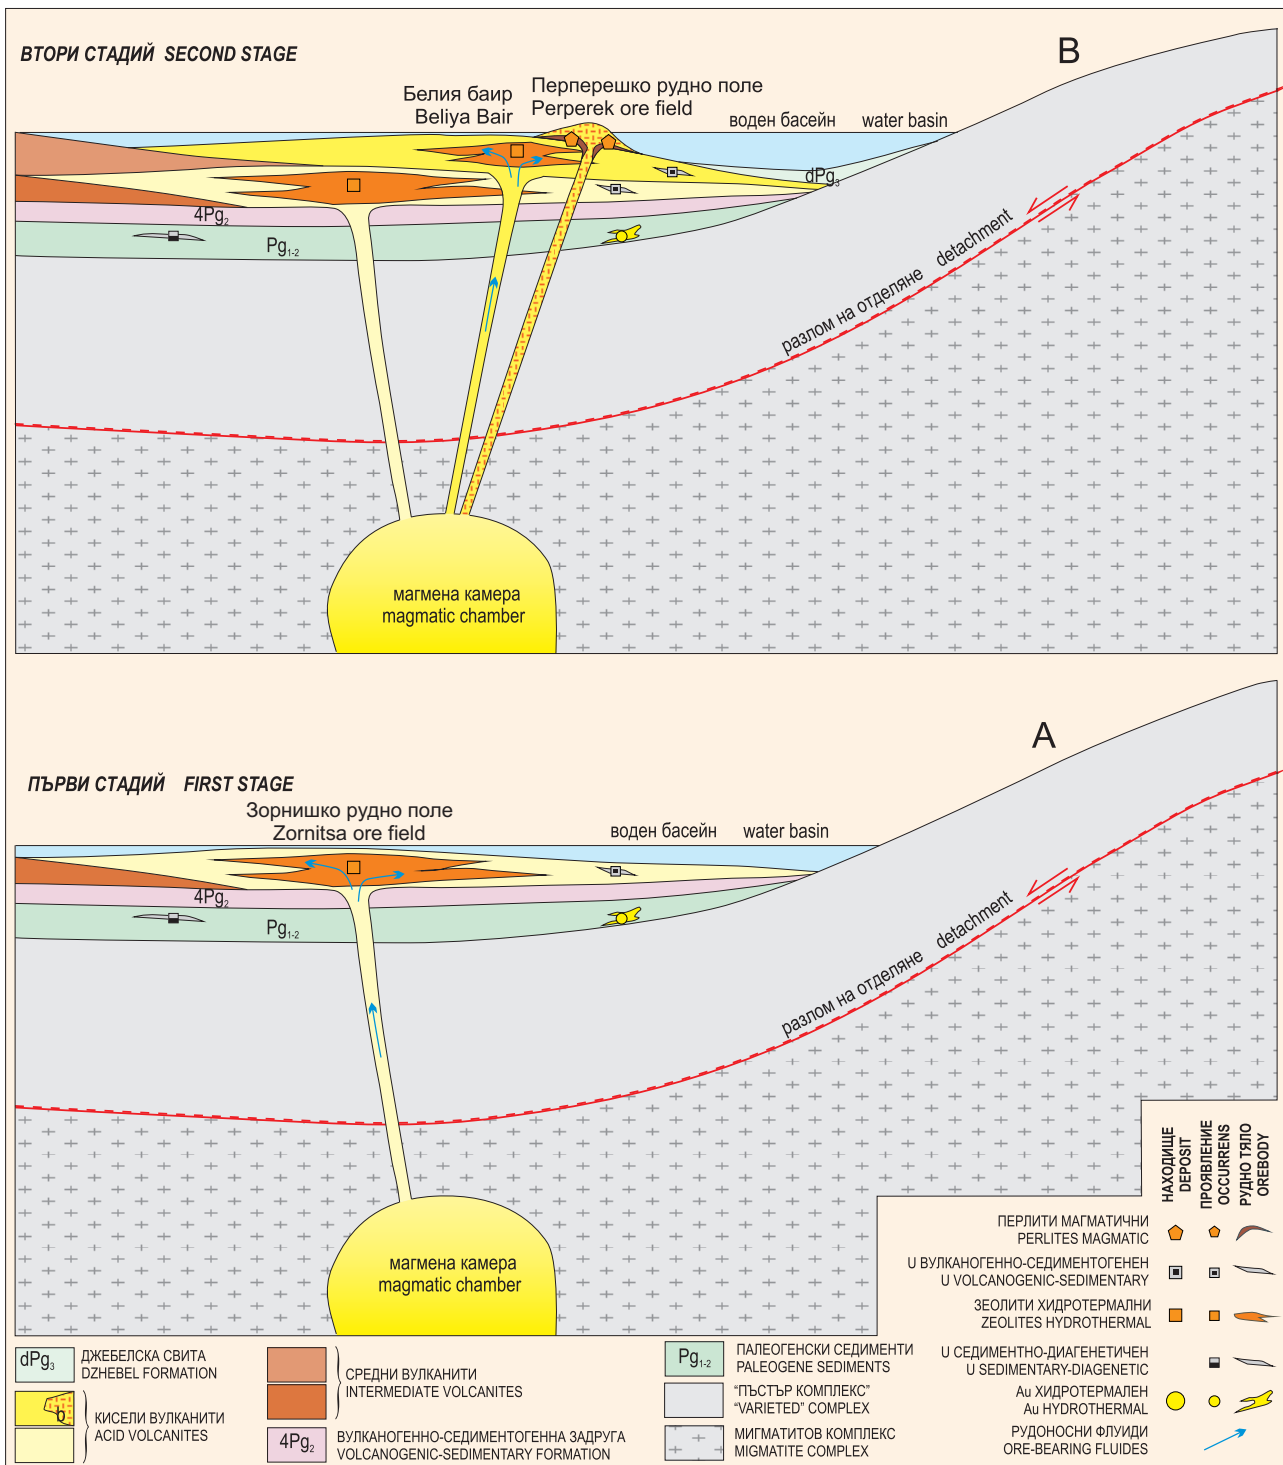 ВТОРИ СТАДИЙ SECOND STAGE
B
Белия баир
Beliya Bair
Перперешко рудно поле
Perperek ore field
воден басейн water basin
dPg3
4Pg2
Pg1-2
разлом на отделяне detachment
магмена камера
magmatic chamber
A
ПЪРВИ СТАДИЙ FIRST STAGE
Зорнишко рудно поле
Zornitsa ore field
воден басейн water basin
4Pg2
Pg1-2
разлом на отделяне detachment
магмена камера
magmatic chamber
НАХОДИЩЕ
DEPOSIT
ПРОЯВЛЕНИЕ
OCCURRENS
РУДНО ТЯЛО
OREBODY
ПЕРЛИТИ МАГМАТИЧНИ
PERLITES MAGMATIC
U ВУЛКАНОГЕННО-СЕДИМЕНТОГЕНЕН
U VOLCANOGENIC-SEDIMENTARY
ЗЕОЛИТИ ХИДРОТЕРМАЛНИ
ZEOLITES HYDROTHERMAL
U СЕДИМЕНТНО-ДИАГЕНЕТИЧЕН
U SEDIMENTARY-DIAGENETIC
Au ХИДРОТЕРМАЛЕН
Au HYDROTHERMAL
РУДОНОСНИ ФЛУИДИ
ORE-BEARING FLUIDES
dPg3
ДЖЕБЕЛСКА СВИТА
DZHEBEL FORMATION
b
КИСЕЛИ ВУЛКАНИТИ
ACID VOLCANITES
СРЕДНИ ВУЛКАНИТИ
INTERMEDIATE VOLCANITES
4Pg2
ВУЛКАНОГЕННО-СЕДИМЕНТОГЕННА ЗАДРУГА
VOLCANOGENIC-SEDIMENTARY FORMATION
Pg1-2
ПАЛЕОГЕНСКИ СЕДИМЕНТИ
PALEOGENE SEDIMENTS
"ПЪСТЪР КОМПЛЕКС"
"VARIETED" COMPLEX
МИГМАТИТОВ КОМПЛЕКС
MIGMATITE COMPLEX